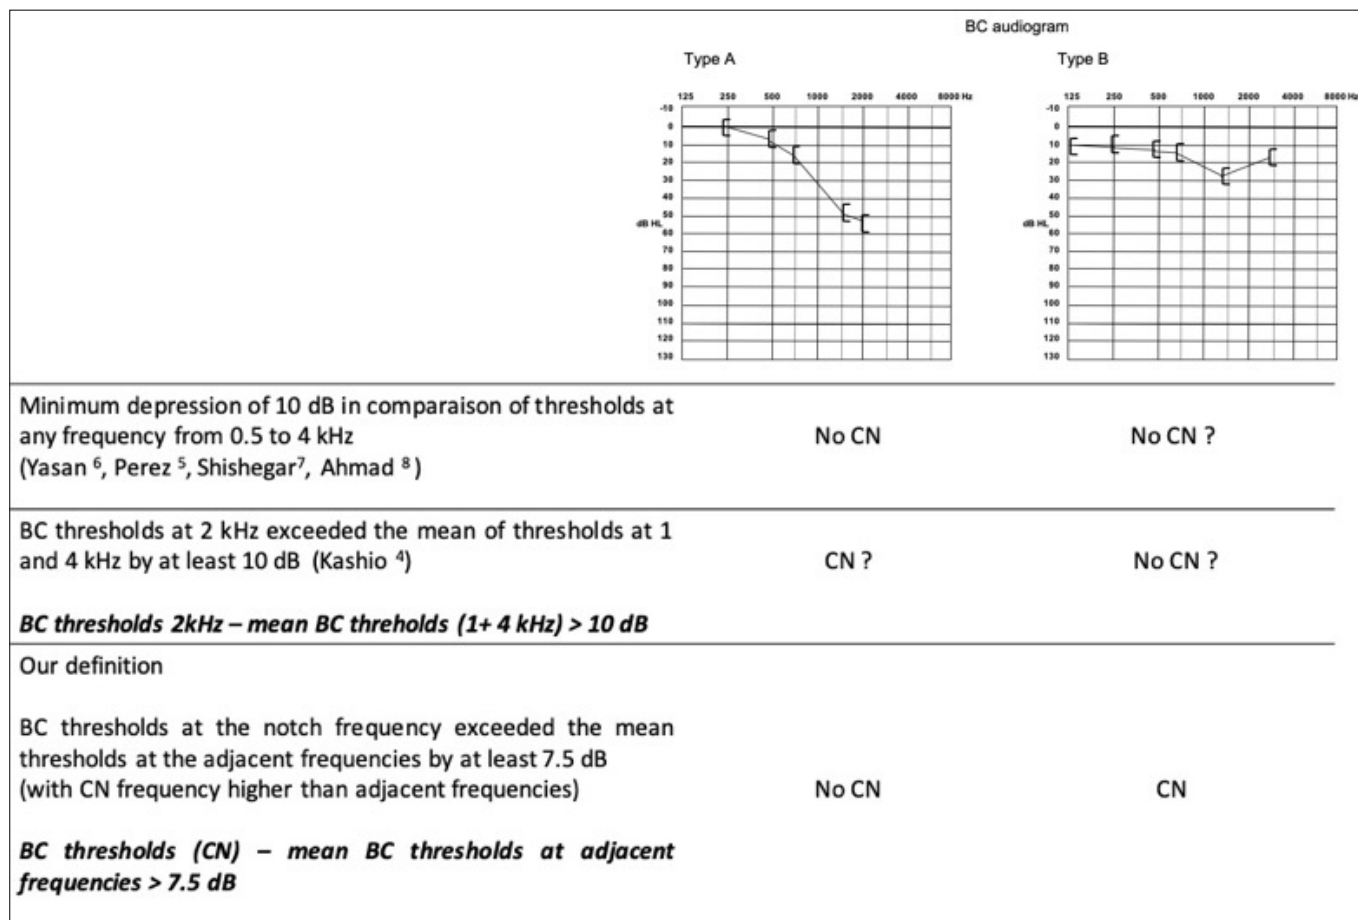 BC audiogram
Type A
Type B
125 250 500 1000 2000 4000 8000 Hz
125 250 500 1000 2000 4000 8000 Hz
-10
0
10
20
30
40
dB HL 50
60
70
80
90
100
110
120
130
-10
0
10
20
30
40
dB HL 50
60
70
80
90
100
110
120
130
Minimum depression of 10 dB in comparaison of thresholds at
any frequency from 0.5 to 4 kHz
(Yasan ⁶, Perez ⁵, Shishegar⁷, Ahmad ⁸)
No CN
No CN ?
BC thresholds at 2 kHz exceeded the mean of thresholds at 1
and 4 kHz by at least 10 dB (Kashio ⁴)
CN ?
No CN ?
BC thresholds 2kHz – mean BC threholds (1+ 4 kHz) > 10 dB
Our definition
BC thresholds at the notch frequency exceeded the mean
thresholds at the adjacent frequencies by at least 7.5 dB
(with CN frequency higher than adjacent frequencies)
No CN
CN
BC thresholds (CN) – mean BC thresholds at adjacent
frequencies > 7.5 dB